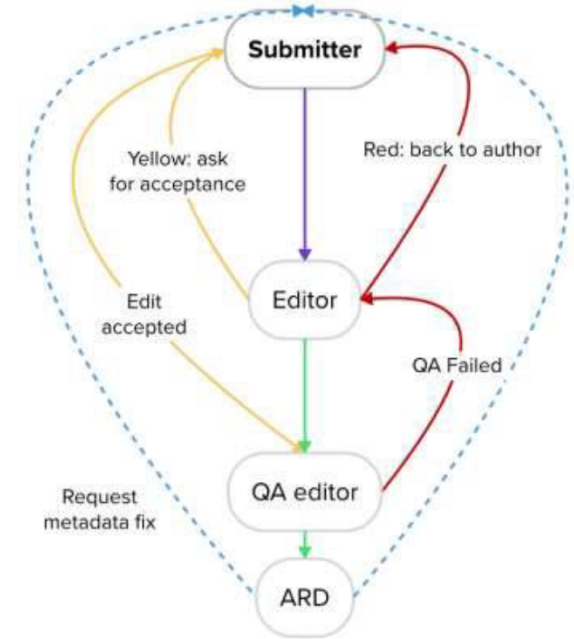 Submitter
Red: back to author
Yellow: ask
for acceptance
Editor
Edit
accepted
QA Failed
QA editor
Request
metadata fix
ARD